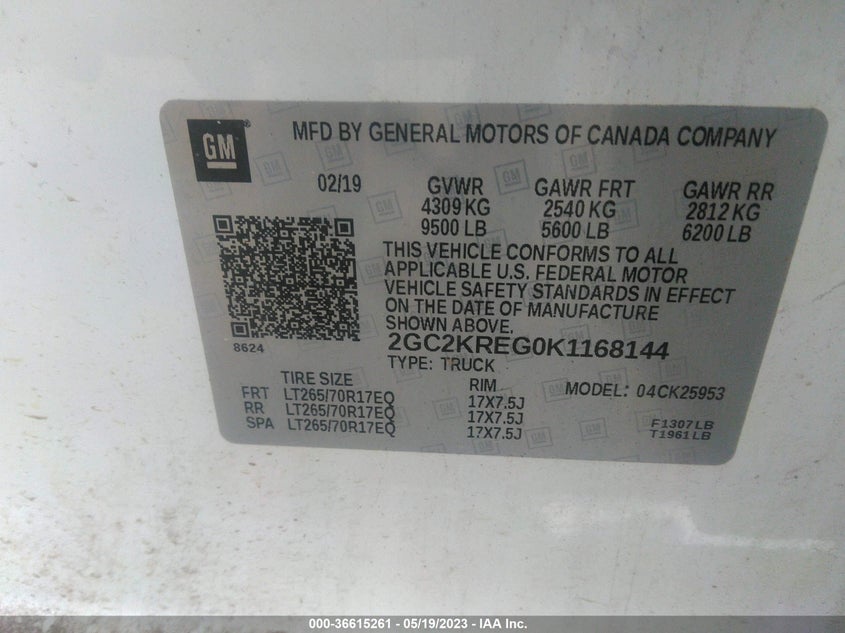 GM
MFD BY GENERAL MOTORS OF CANADA COMPANY
02/19 GVWR GAWR FRT GAWR RR
4309 KG 2540 KG 2812 KG
9500 LB 5600 LB 6200 LB
THIS VEHICLE CONFORMS TO ALL
APPLICABLE U.S. FEDERAL MOTOR
VEHICLE SAFETY STANDARDS IN EFFECT
ON THE DATE OF MANUFACTURE
SHOWN ABOVE.
8624
2GC2KREG0K1168144
TYPE: TRUCK
TIRE SIZE RIM MODEL: 04CK25953
FRT LT265/70R17EQ 17X7.5J
RR LT265/70R17EQ 17X7.5J
SPA LT265/70R17EQ 17X7.5J
F1307LB
T1961LB
000-36615261 - 05/19/2023 - IAA Inc.